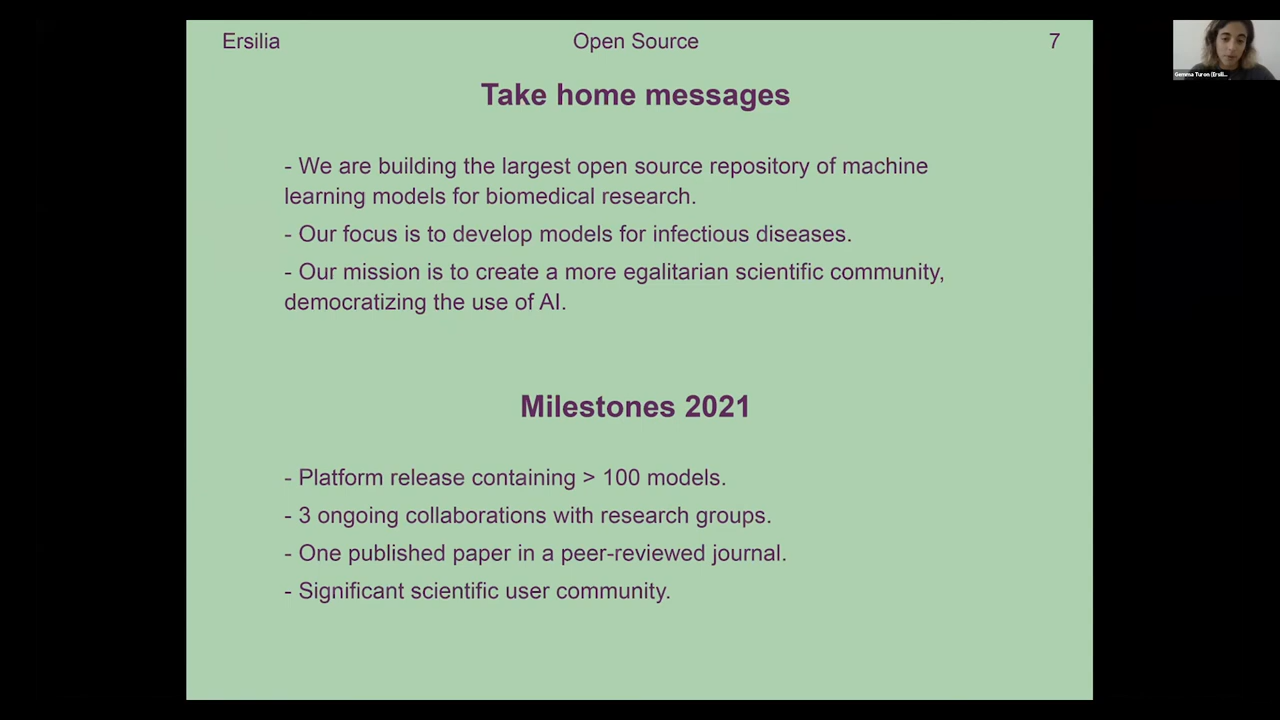 Ersilia
Open Source
7
Take home messages
- We are building the largest open source repository of machine
learning models for biomedical research.
- Our focus is to develop models for infectious diseases.
- Our mission is to create a more egalitarian scientific community,
democratizing the use of AI.
Milestones 2021
- Platform release containing > 100 models.
- 3 ongoing collaborations with research groups.
- One published paper in a peer-reviewed journal.
- Significant scientific user community.
Gemma Turon (Ersili...